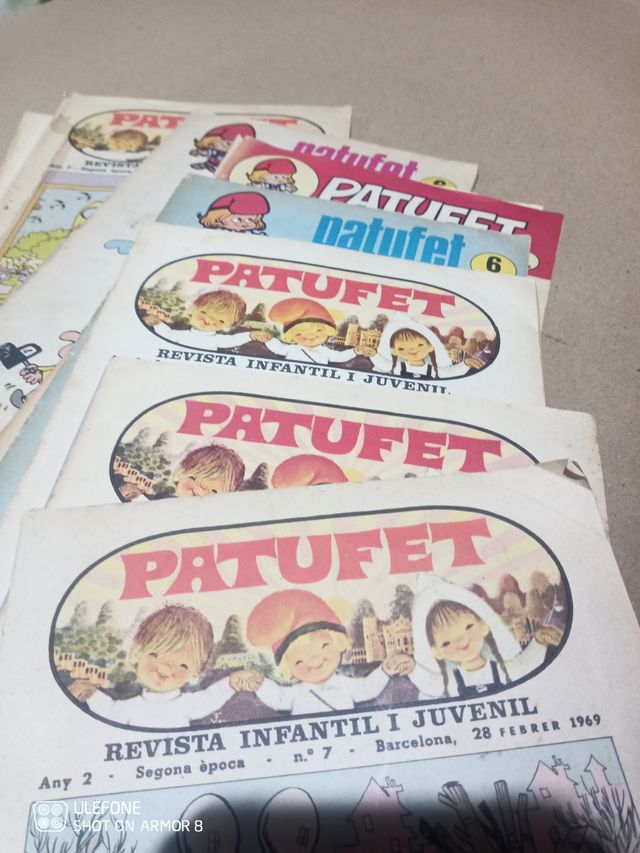 PATUFET
REVISTA
patufet
PATUFET
patufet
6
PATUFET
REVISTA INFANTIL I JUVENIL
PATUFET
PATUFET
REVISTA INFANTIL I JUVENIL
Any 2 - Segona època - n.º 7 - Barcelona, 28 FEBRER 1969
ULEFONE
SHOT ON ARMOR 8